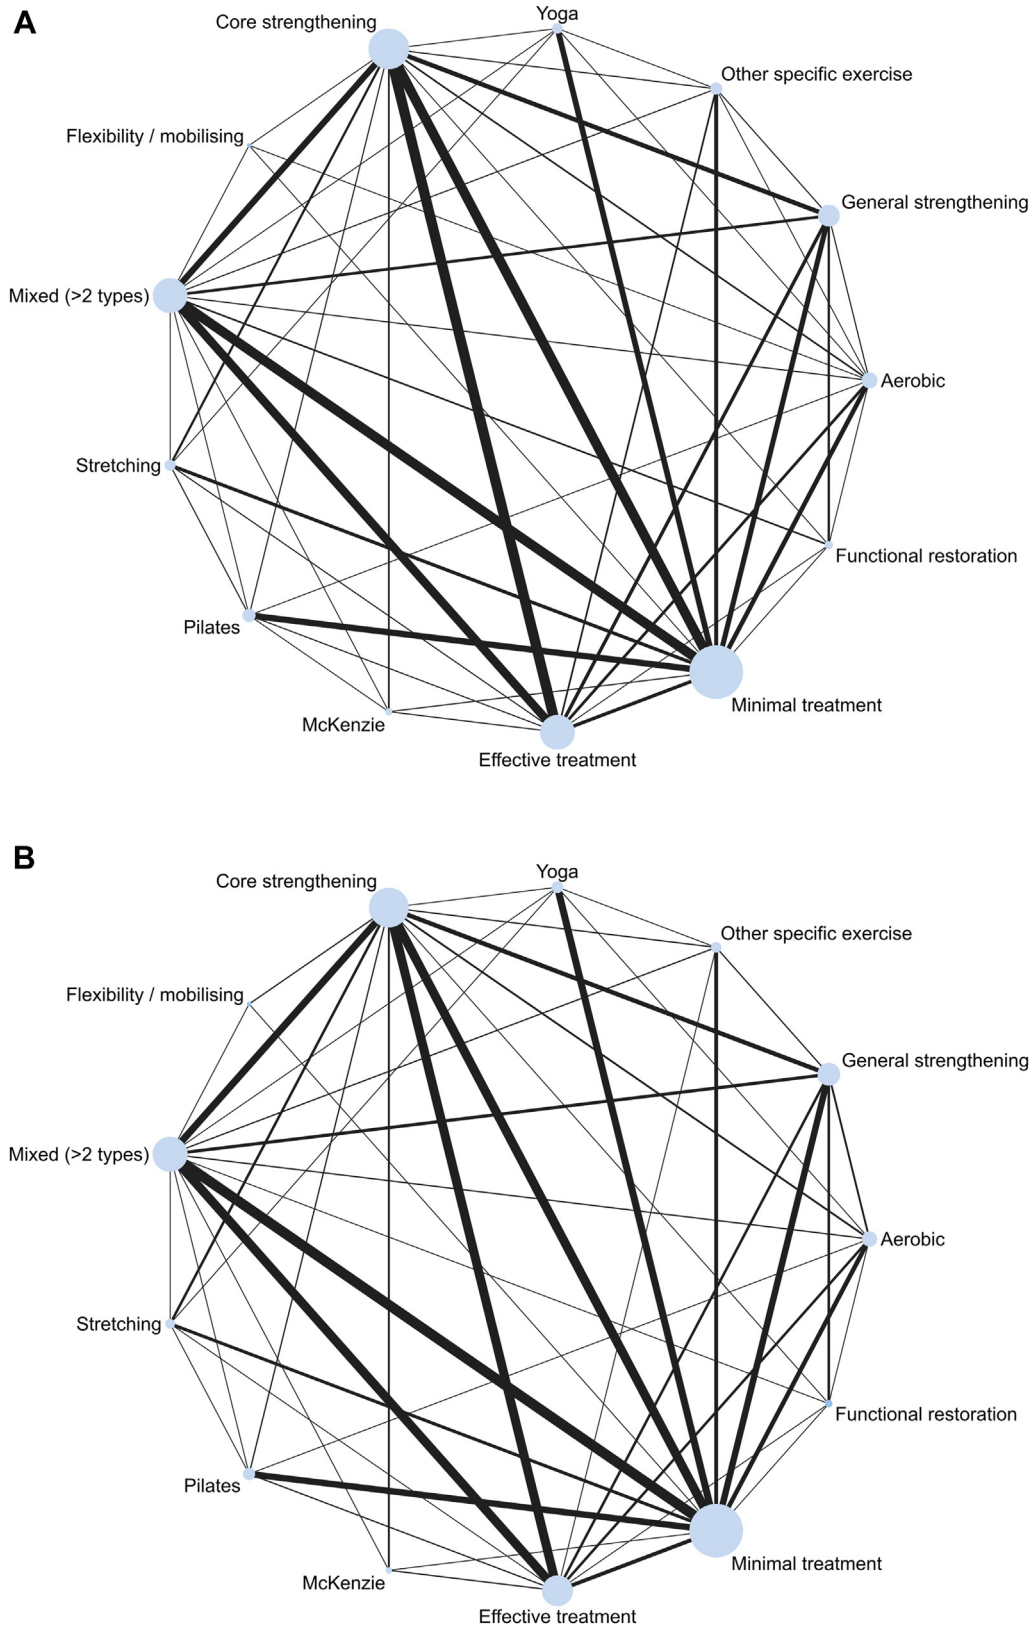 A
Yoga
Core strengthening
Other specific exercise
Flexibility / mobilising
General strengthening
Mixed (>2 types)
Aerobic
Stretching
Functional restoration
Pilates
Minimal treatment
McKenzie
Effective treatment
B
Yoga
Core strengthening
Other specific exercise
Flexibility / mobilising
General strengthening
Mixed (>2 types)
Aerobic
Stretching
Functional restoration
Pilates
Minimal treatment
McKenzie
Effective treatment